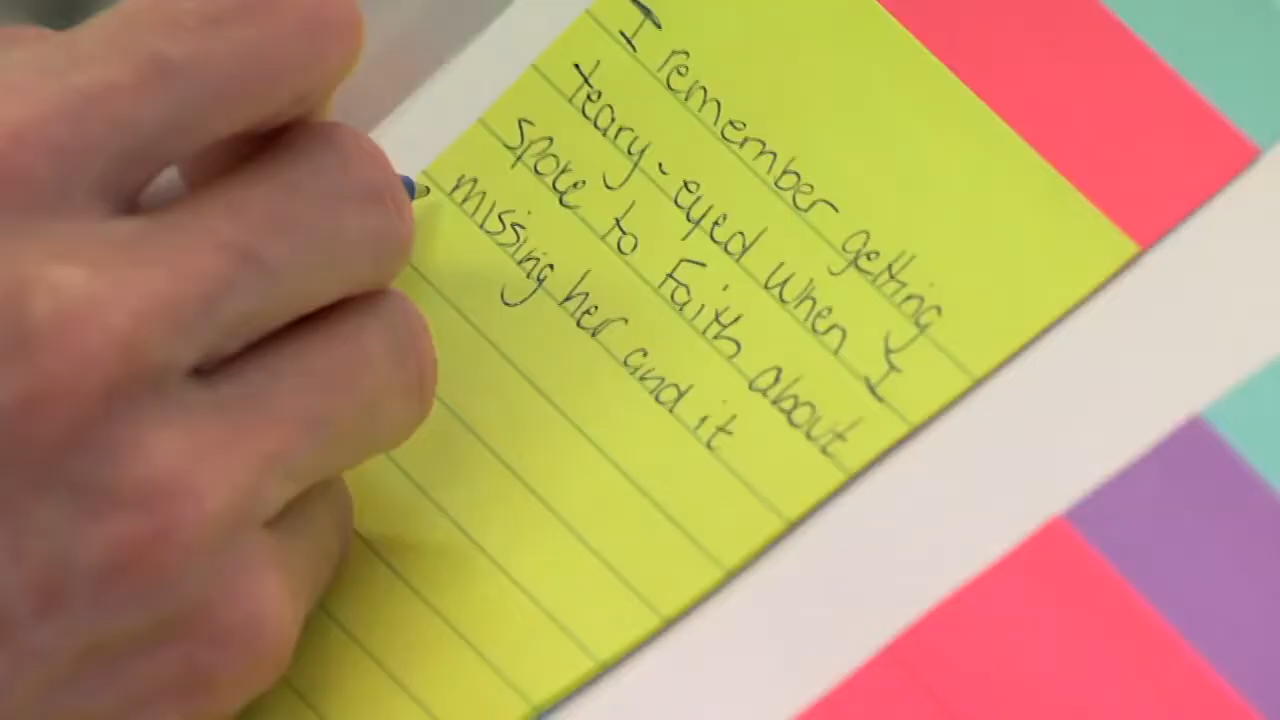 I remember getting
teary-eyed when I
spoke to Faith about
missing her and it